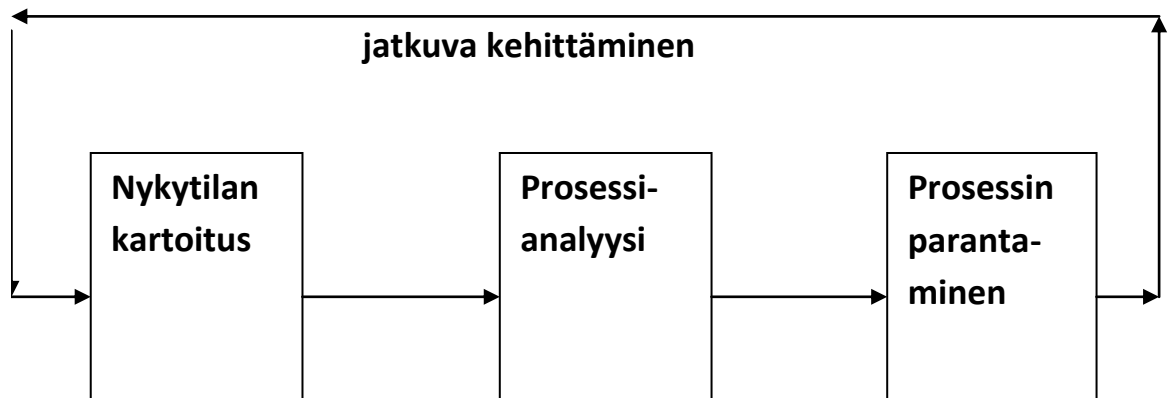 jatkuva kehittäminen
Nykytilan
kartoitus
Prosessi-
analyysi
Prosessin
paranta-
minen